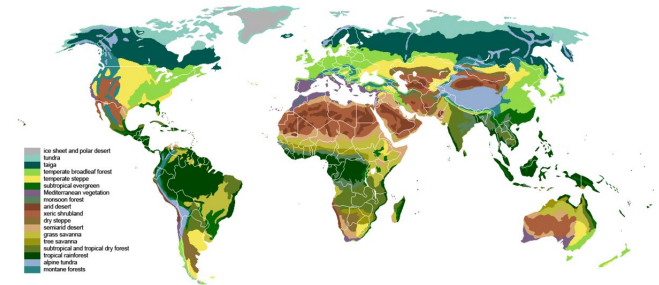 ice sheet and polar desert
tundra
taiga
temperate broadleaf forest
temperate steppe
subtropical evergreen
Mediterranean vegetation
monsoon forest
arid desert
xeric shrubland
dry steppe
semiarid desert
grass savanna
tree savanna
subtropical and tropical dry forest
tropical rainforest
alpine tundra
montane forests